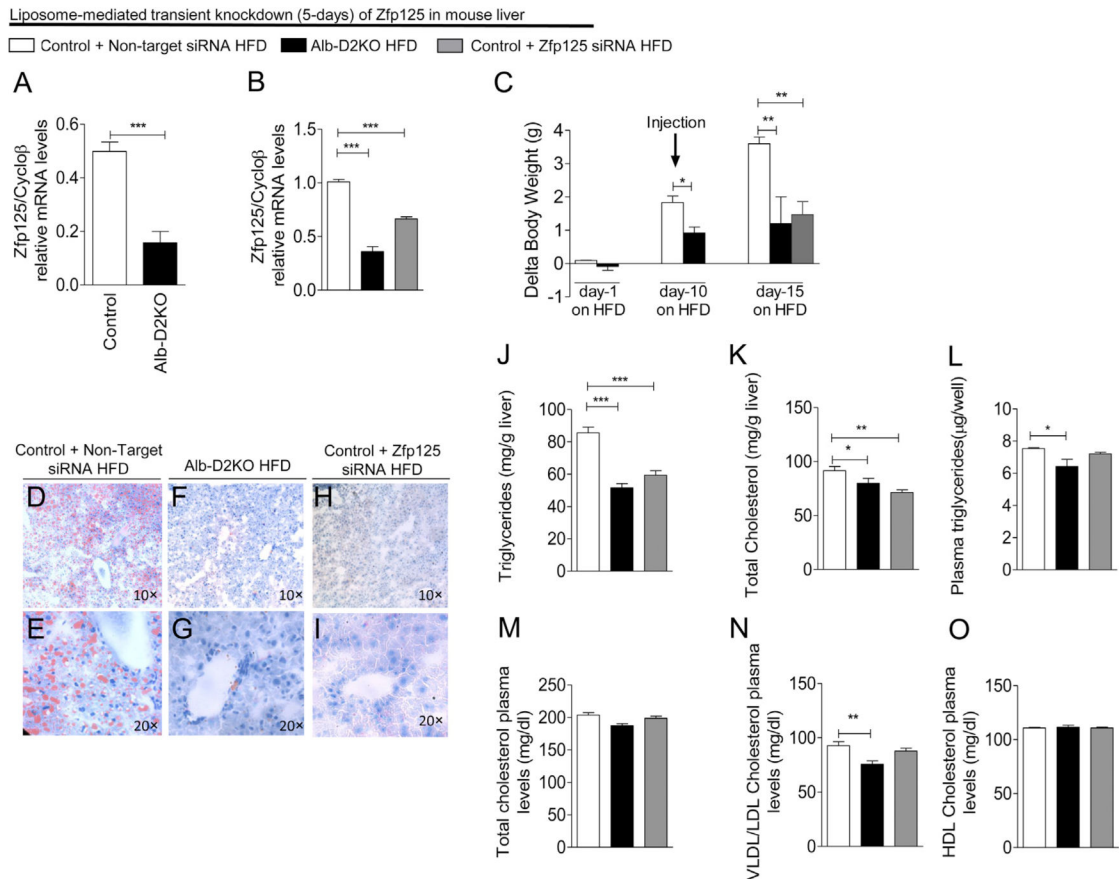 Liposome-mediated transient knockdown (5-days) of Zfp125 in mouse liver
Control + Non-target siRNA HFD
Alb-D2KO HFD
Control + Zfp125 siRNA HFD
A
Zfp125/Cycloβ
relative mRNA levels
0.6
0.4
0.2
0.0
***
Control
Alb-D2KO
B
Zfp125/Cycloβ
relative mRNA levels
1.5
1.0
0.5
0.0
***
***
C
Delta Body Weight (g)
4
3
2
1
0
-1
Injection
*
**
**
day-1
on HFD
day-10
on HFD
day-15
on HFD
Control + Non-Target
siRNA HFD
Alb-D2KO HFD
Control + Zfp125
siRNA HFD
D
10×
F
10×
H
10×
E
20×
G
20×
I
20×
J
Triglycerides (mg/g liver)
100
80
60
40
20
0
***
***
K
Total Cholesterol (mg/g liver)
150
100
50
0
**
*
L
Plasma triglycerides(µg/well)
10
8
6
4
2
0
*
M
Total cholesterol plasma
levels (mg/dl)
250
200
150
100
50
0
N
VLDL/LDL Cholesterol plasma
levels (mg/dl)
150
100
50
0
**
O
HDL Cholesterol plasma
levels (mg/dl)
150
100
50
0